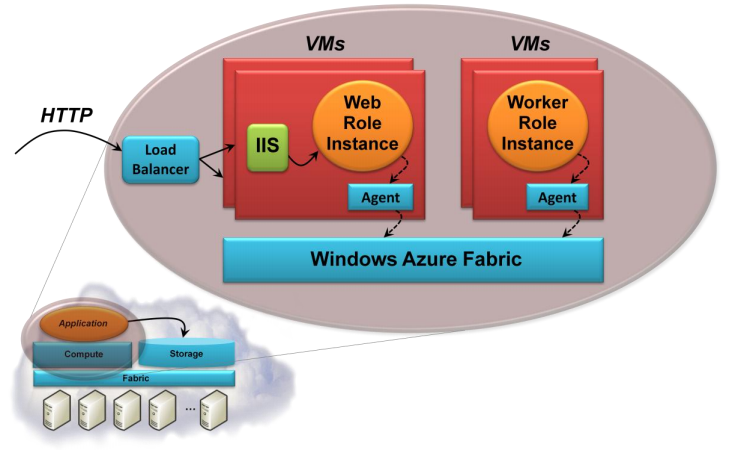 VMs
VMs
HTTP
Load
Balancer
IIS
Web
Role
Instance
Worker
Role
Instance
Agent
Agent
Windows Azure Fabric
Application
Compute
Storage
Fabric
...